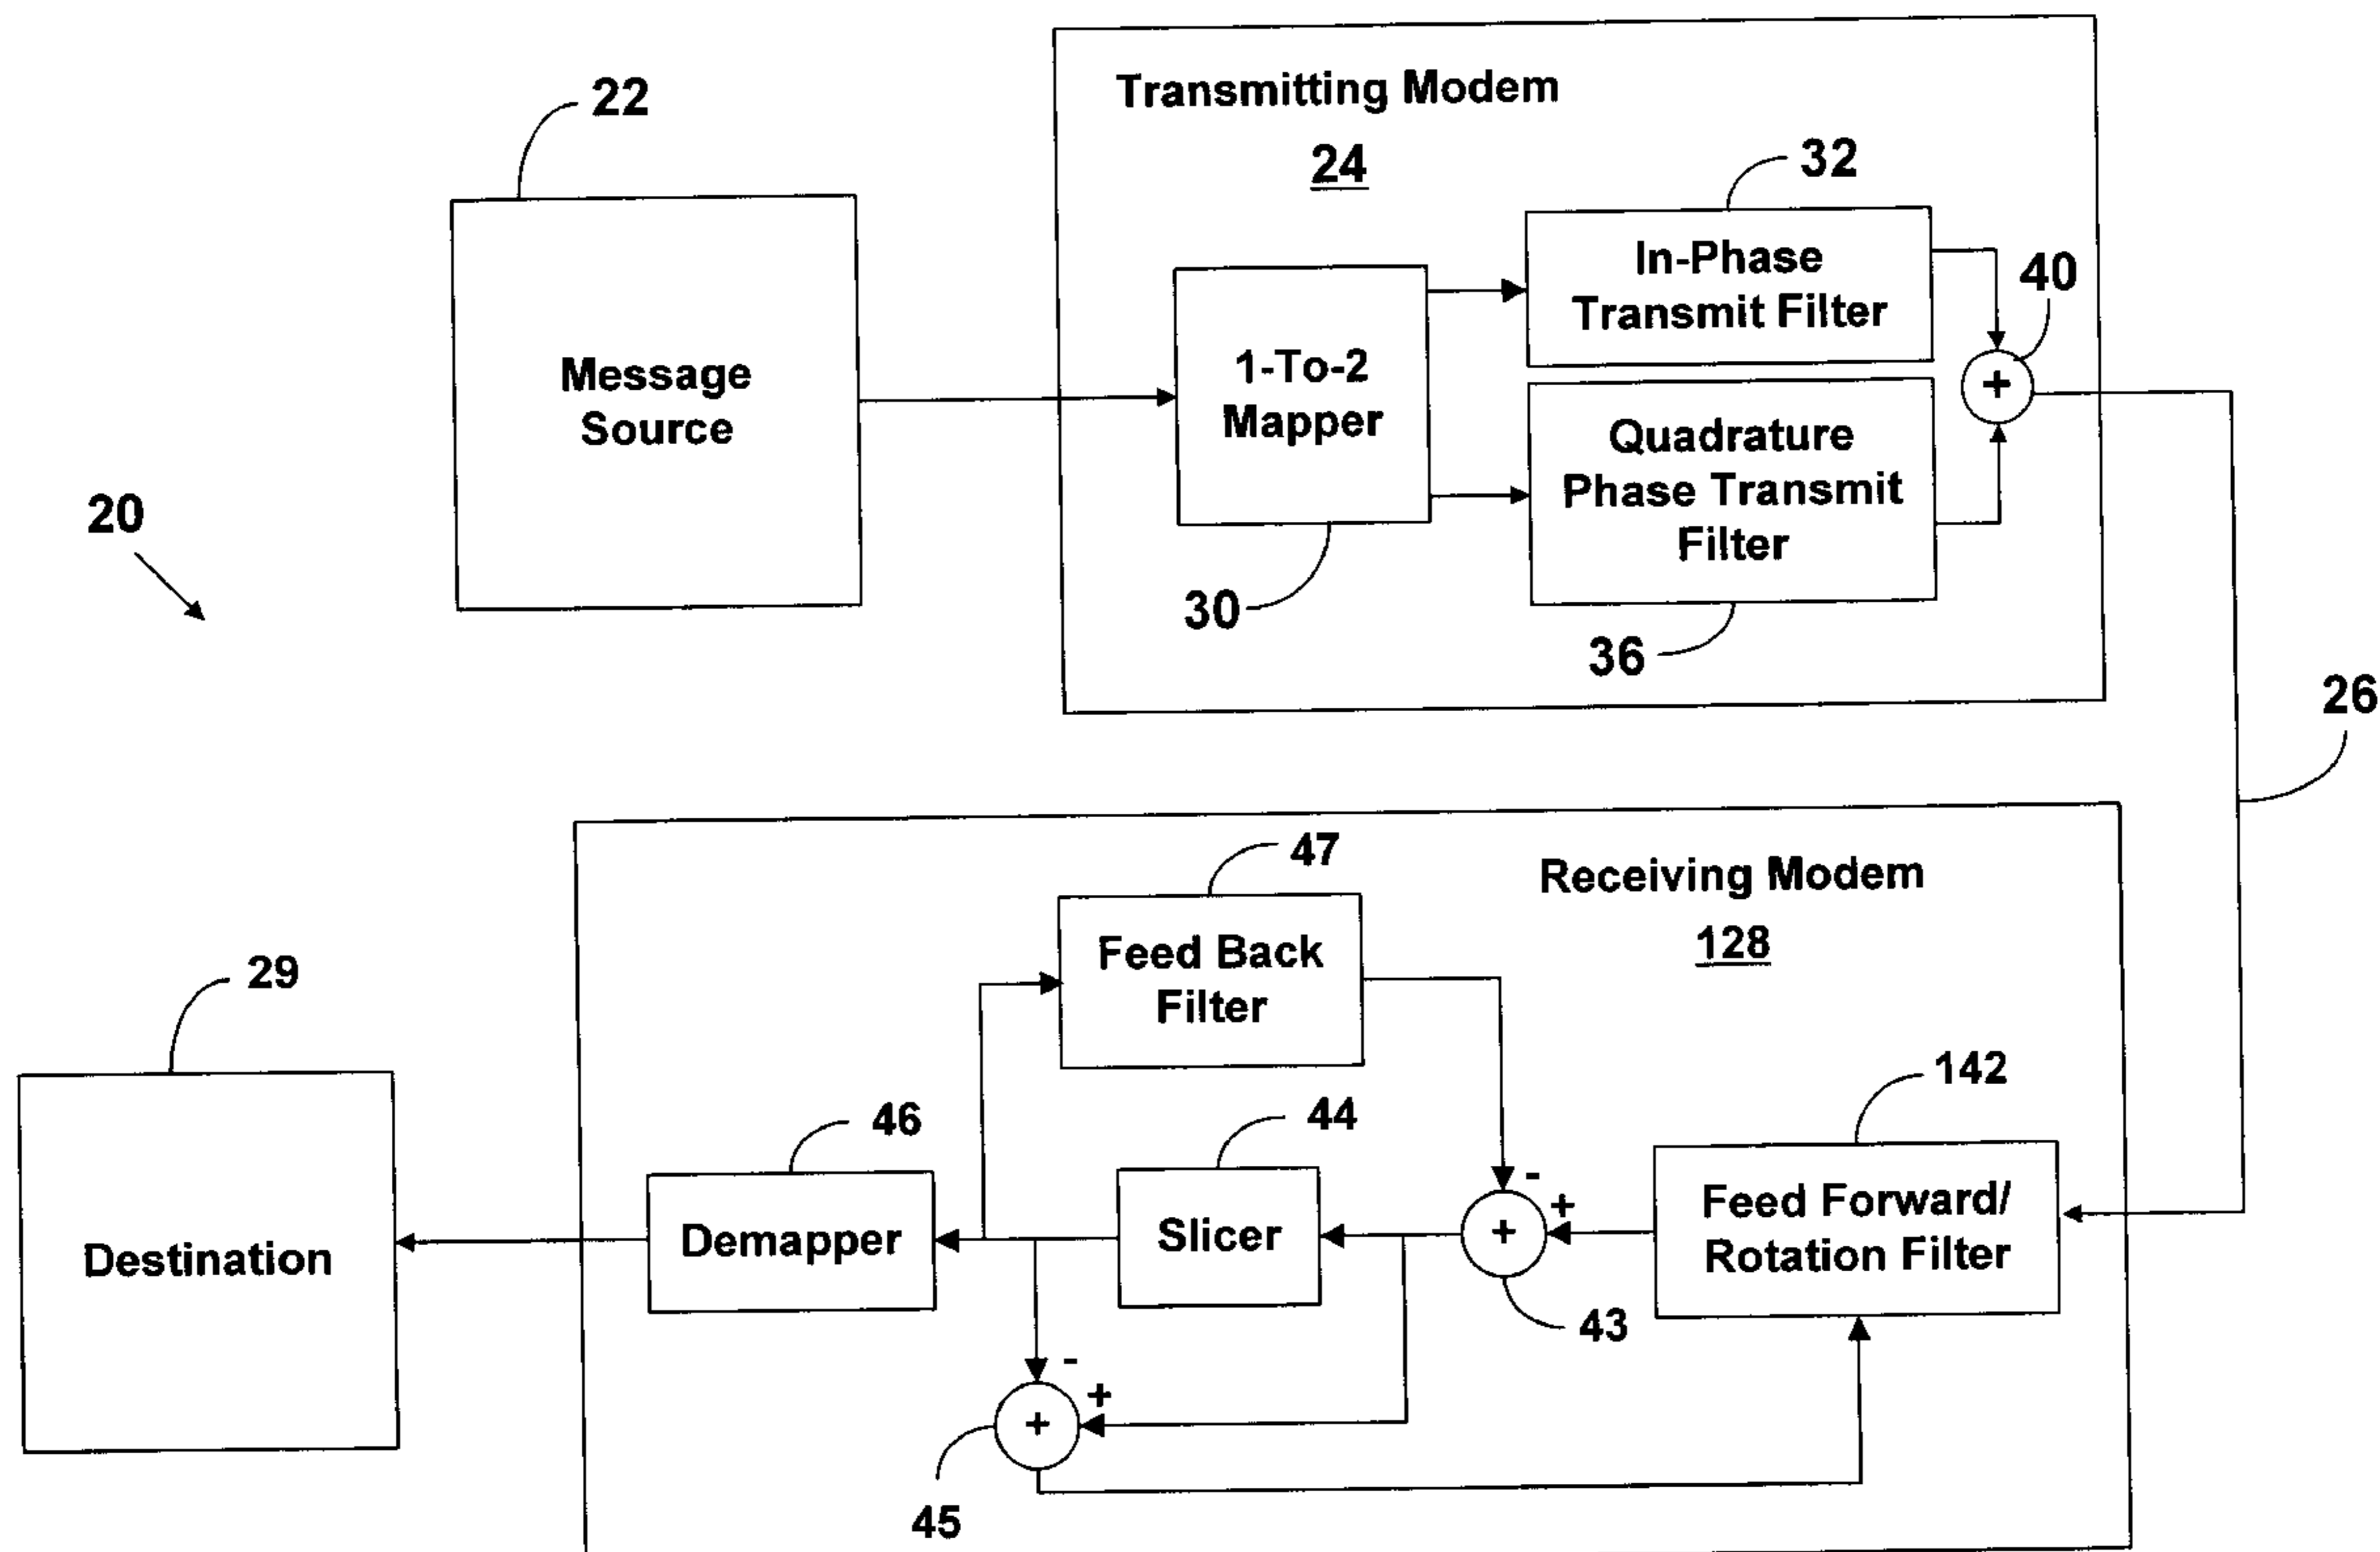 Transmitting Modem
24
22
32
In-Phase
Transmit Filter
40
+
1-To-2
Mapper
Message
Source
Quadrature
Phase Transmit
Filter
20
30
36
26
47
Receiving Modem
128
Feed Back
Filter
29
142
46
44
-
+
+
Feed Forward/
Rotation Filter
Slicer
Demapper
Destination
43
-
+
+
45